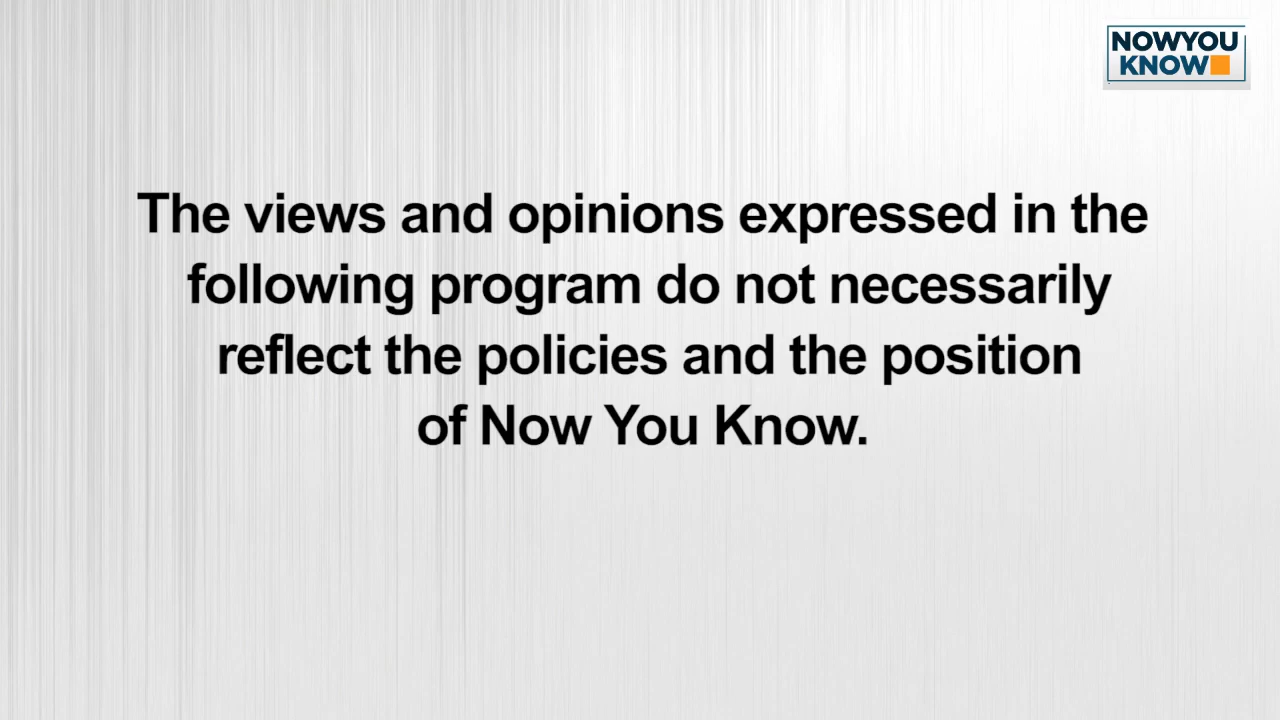 NOWYOU
KNOW
The views and opinions expressed in the
following program do not necessarily
reflect the policies and the position
of Now You Know.